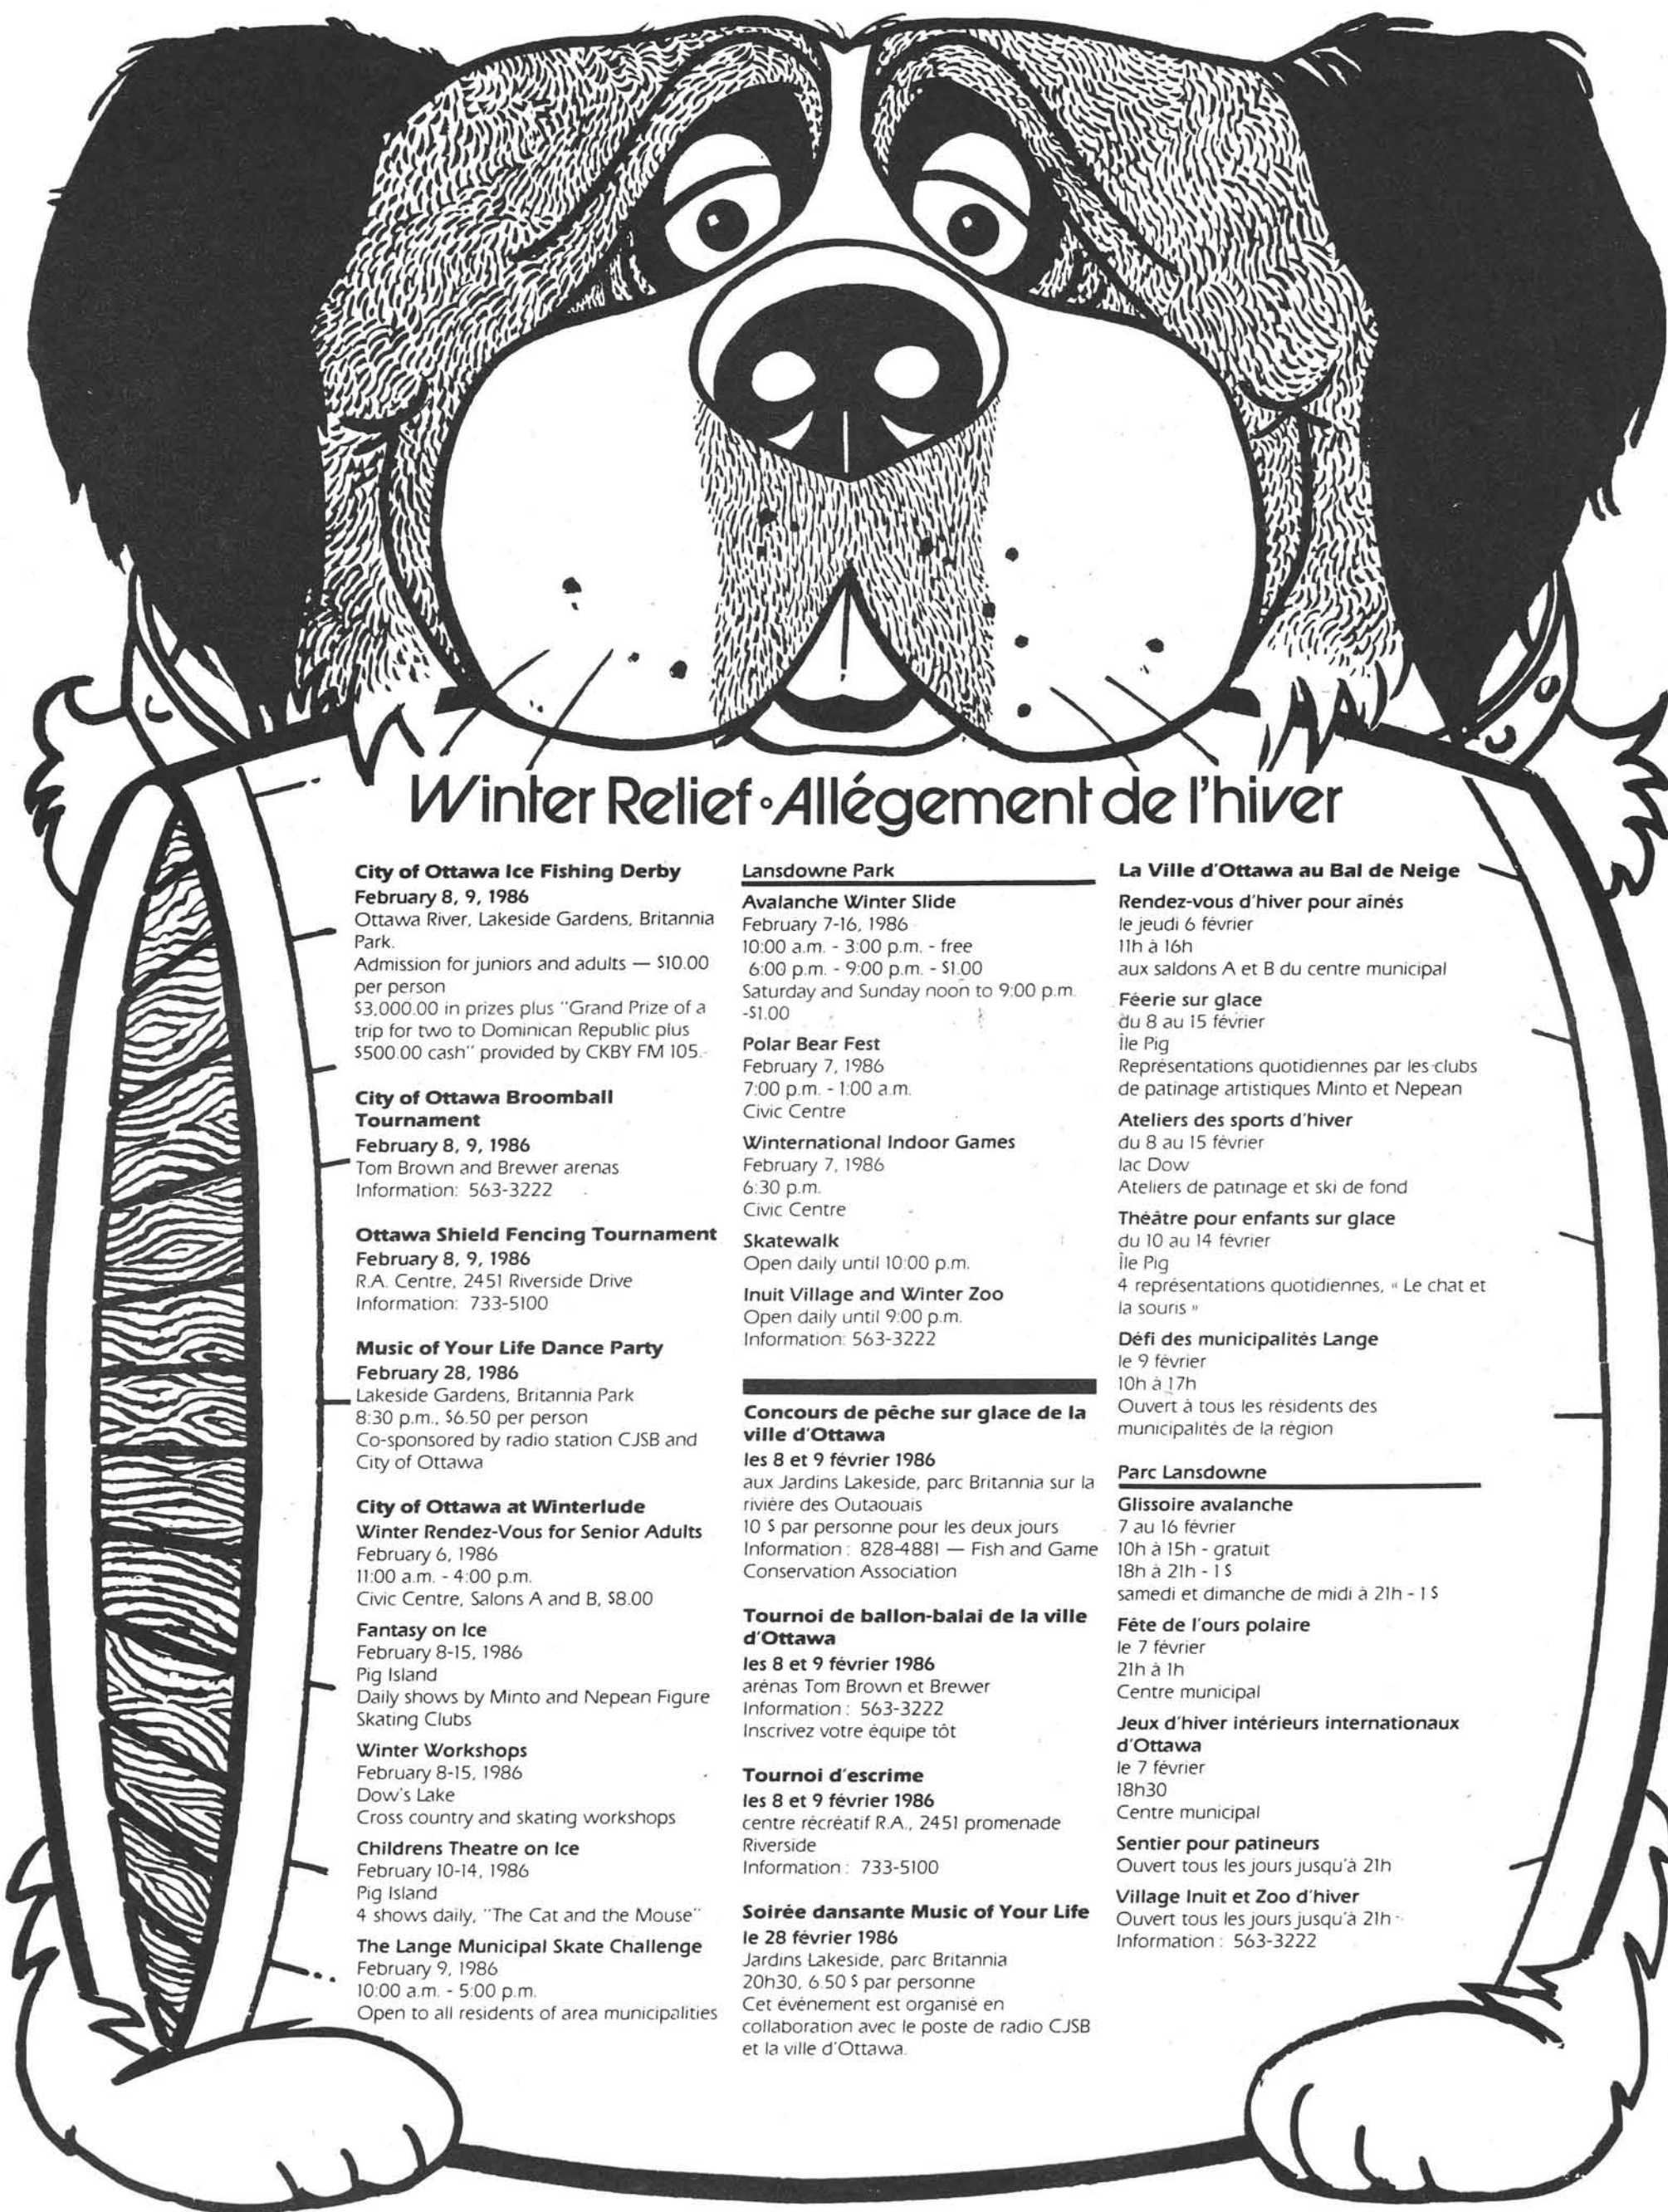 Winter Relief • Allégement de l'hiver
City of Ottawa Ice Fishing Derby
February 8, 9, 1986
Ottawa River, Lakeside Gardens, Britannia
Park.
Admission for juniors and adults — $10.00
per person
$3,000.00 in prizes plus "Grand Prize of a
trip for two to Dominican Republic plus
$500.00 cash" provided by CKBY FM 105.
City of Ottawa Broomball
Tournament
February 8, 9, 1986
Tom Brown and Brewer arenas
Information: 563-3222
Ottawa Shield Fencing Tournament
February 8, 9, 1986
R.A. Centre, 2451 Riverside Drive
Information: 733-5100
Music of Your Life Dance Party
February 28, 1986
Lakeside Gardens, Britannia Park
8:30 p.m., $6.50 per person
Co-sponsored by radio station CJSB and
City of Ottawa
City of Ottawa at Winterlude
Winter Rendez-Vous for Senior Adults
February 6, 1986
11:00 a.m. - 4:00 p.m.
Civic Centre, Salons A and B, $8.00
Fantasy on Ice
February 8-15, 1986
Pig Island
Daily shows by Minto and Nepean Figure
Skating Clubs
Winter Workshops
February 8-15, 1986
Dow's Lake
Cross country and skating workshops
Childrens Theatre on Ice
February 10-14, 1986
Pig Island
4 shows daily, "The Cat and the Mouse"
The Lange Municipal Skate Challenge
February 9, 1986
10:00 a.m. - 5:00 p.m.
Open to all residents of area municipalities
Lansdowne Park
Avalanche Winter Slide
February 7-16, 1986
10:00 a.m. - 3:00 p.m. - free
6:00 p.m. - 9:00 p.m. - $1.00
Saturday and Sunday noon to 9:00 p.m.
-$1.00
Polar Bear Fest
February 7, 1986
7:00 p.m. - 1:00 a.m.
Civic Centre
Winternational Indoor Games
February 7, 1986
6:30 p.m.
Civic Centre
Skatewalk
Open daily until 10:00 p.m.
Inuit Village and Winter Zoo
Open daily until 9:00 p.m.
Information: 563-3222
Concours de pêche sur glace de la
ville d'Ottawa
les 8 et 9 février 1986
aux Jardins Lakeside, parc Britannia sur la
rivière des Outaouais
10 $ par personne pour les deux jours
Information : 828-4881 — Fish and Game
Conservation Association
Tournoi de ballon-balai de la ville
d'Ottawa
les 8 et 9 février 1986
arénas Tom Brown et Brewer
Information : 563-3222
Inscrivez votre équipe tôt
Tournoi d'escrime
les 8 et 9 février 1986
centre récréatif R.A., 2451 promenade
Riverside
Information : 733-5100
Soirée dansante Music of Your Life
le 28 février 1986
Jardins Lakeside, parc Britannia
20h30, 6.50 $ par personne
Cet événement est organisé en
collaboration avec le poste de radio CJSB
et la ville d'Ottawa.
La Ville d'Ottawa au Bal de Neige
Rendez-vous d'hiver pour aînés
le jeudi 6 février
11h à 16h
aux saldons A et B du centre municipal
Féerie sur glace
du 8 au 15 février
île Pig
Représentations quotidiennes par les clubs
de patinage artistiques Minto et Nepean
Ateliers des sports d'hiver
du 8 au 15 février
lac Dow
Ateliers de patinage et ski de fond
Théâtre pour enfants sur glace
du 10 au 14 février
île Pig
4 représentations quotidiennes, « Le chat et
la souris »
Défi des municipalités Lange
le 9 février
10h à 17h
Ouvert à tous les résidents des
municipalités de la région
Parc Lansdowne
Glissoire avalanche
7 au 16 février
10h à 15h - gratuit
18h à 21h - 1 $
samedi et dimanche de midi à 21h - 1 $
Fête de l'ours polaire
le 7 février
21h à 1h
Centre municipal
Jeux d'hiver intérieurs internationaux
d'Ottawa
le 7 février
18h30
Centre municipal
Sentier pour patineurs
Ouvert tous les jours jusqu'à 21h
Village Inuit et Zoo d'hiver
Ouvert tous les jours jusqu'à 21h
Information : 563-3222